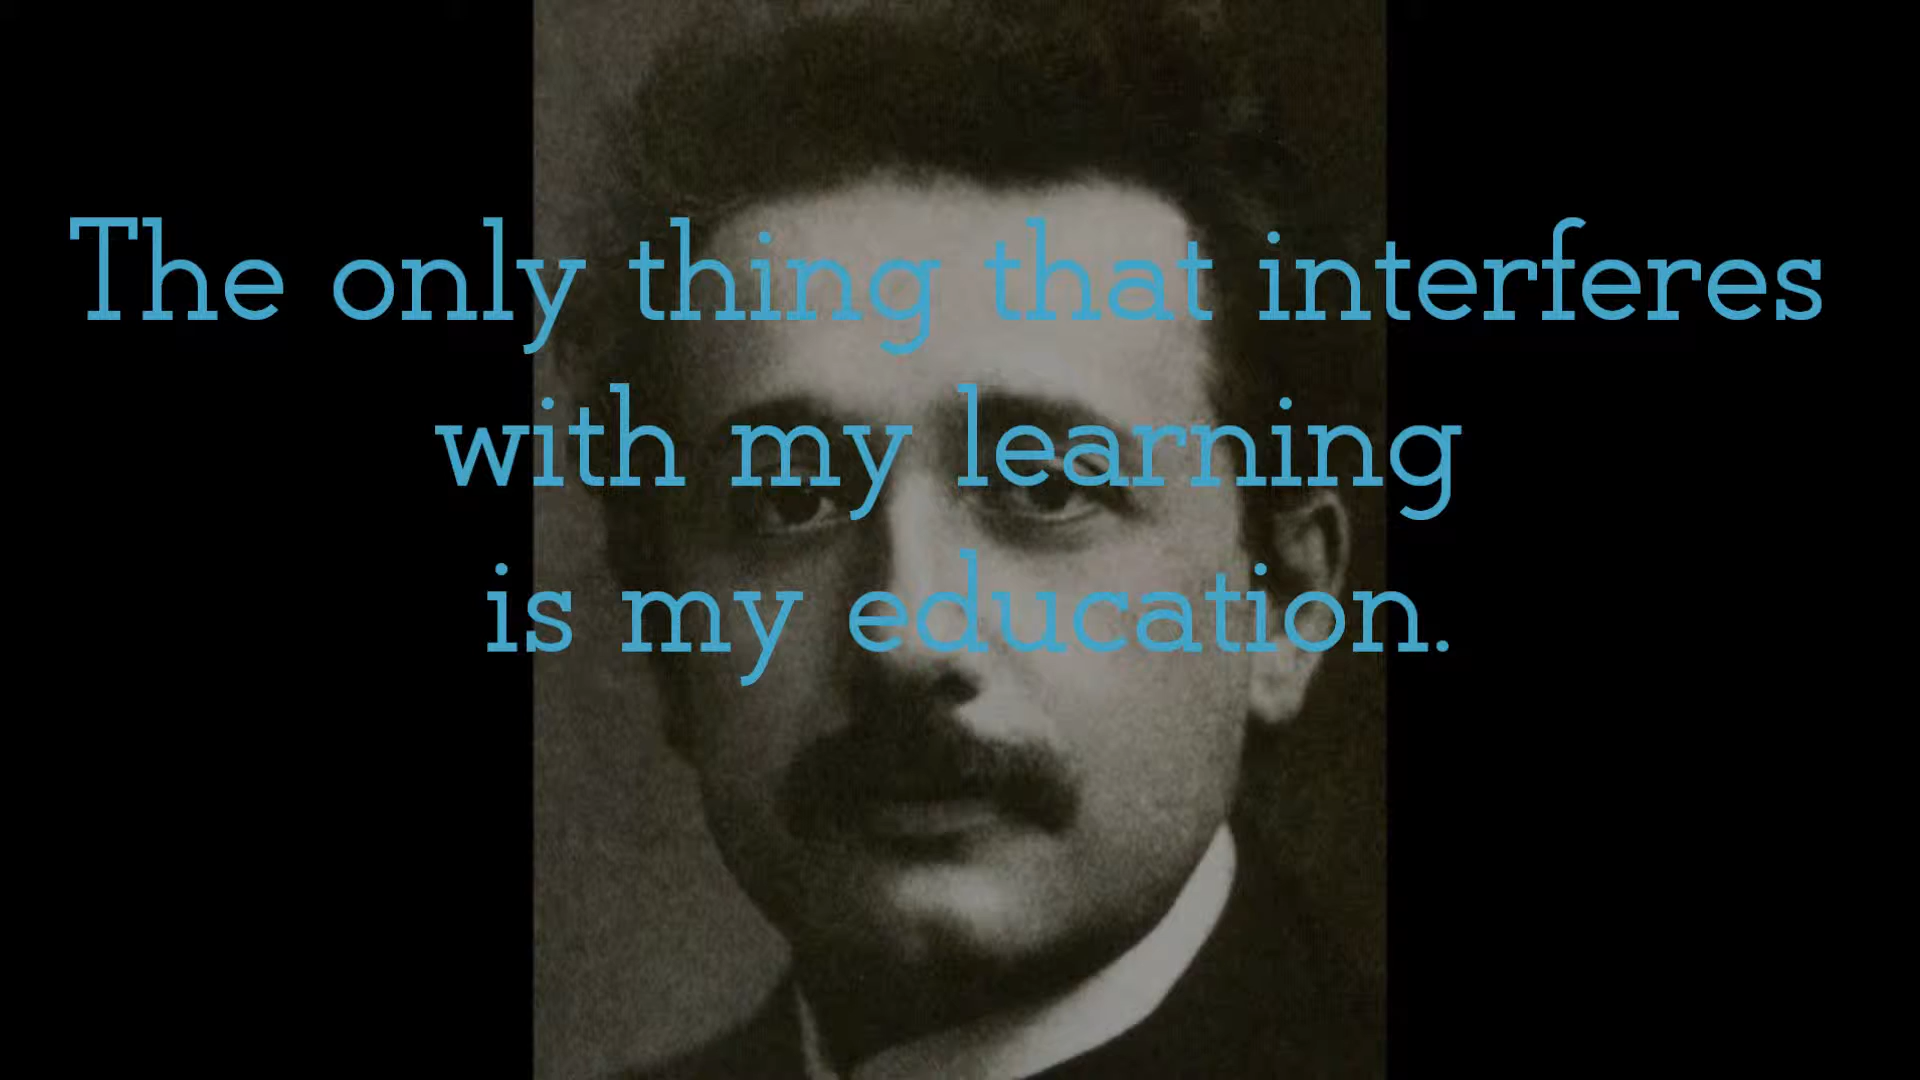 The only thing that interferes
with my learning
is my education.